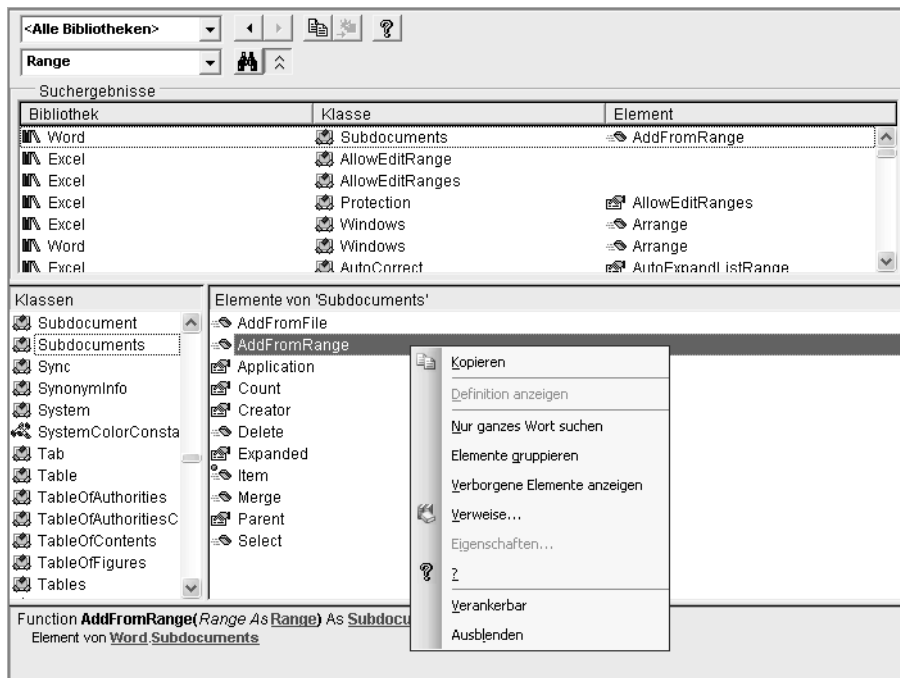 <Alle Bibliotheken>
Range
Suchergebnisse
Bibliothek Klasse Element
Word Subdocuments AddFromRange
Excel AllowEditRange
Excel AllowEditRanges
Excel Protection AllowEditRanges
Excel Windows Arrange
Word Windows Arrange
Excel AutoCorrect AutoExpandListRange
Klassen
Subdocument
Subdocuments
Sync
SynonymInfo
System
SystemColorConsta
Tab
Table
TableOfAuthorities
TableOfAuthoritiesC
TableOfContents
TableOfFigures
Tables
Elemente von 'Subdocuments'
AddFromFile
AddFromRange
Application
Count
Creator
Delete
Expanded
Item
Merge
Parent
Select
Kopieren
Definition anzeigen
Nur ganzes Wort suchen
Elemente gruppieren
Verborgene Elemente anzeigen
Verweise...
Eigenschaften...
?
Verankerbar
Ausblenden
Function AddFromRange(Range As Range) As Subdocu
Element von Word.Subdocuments